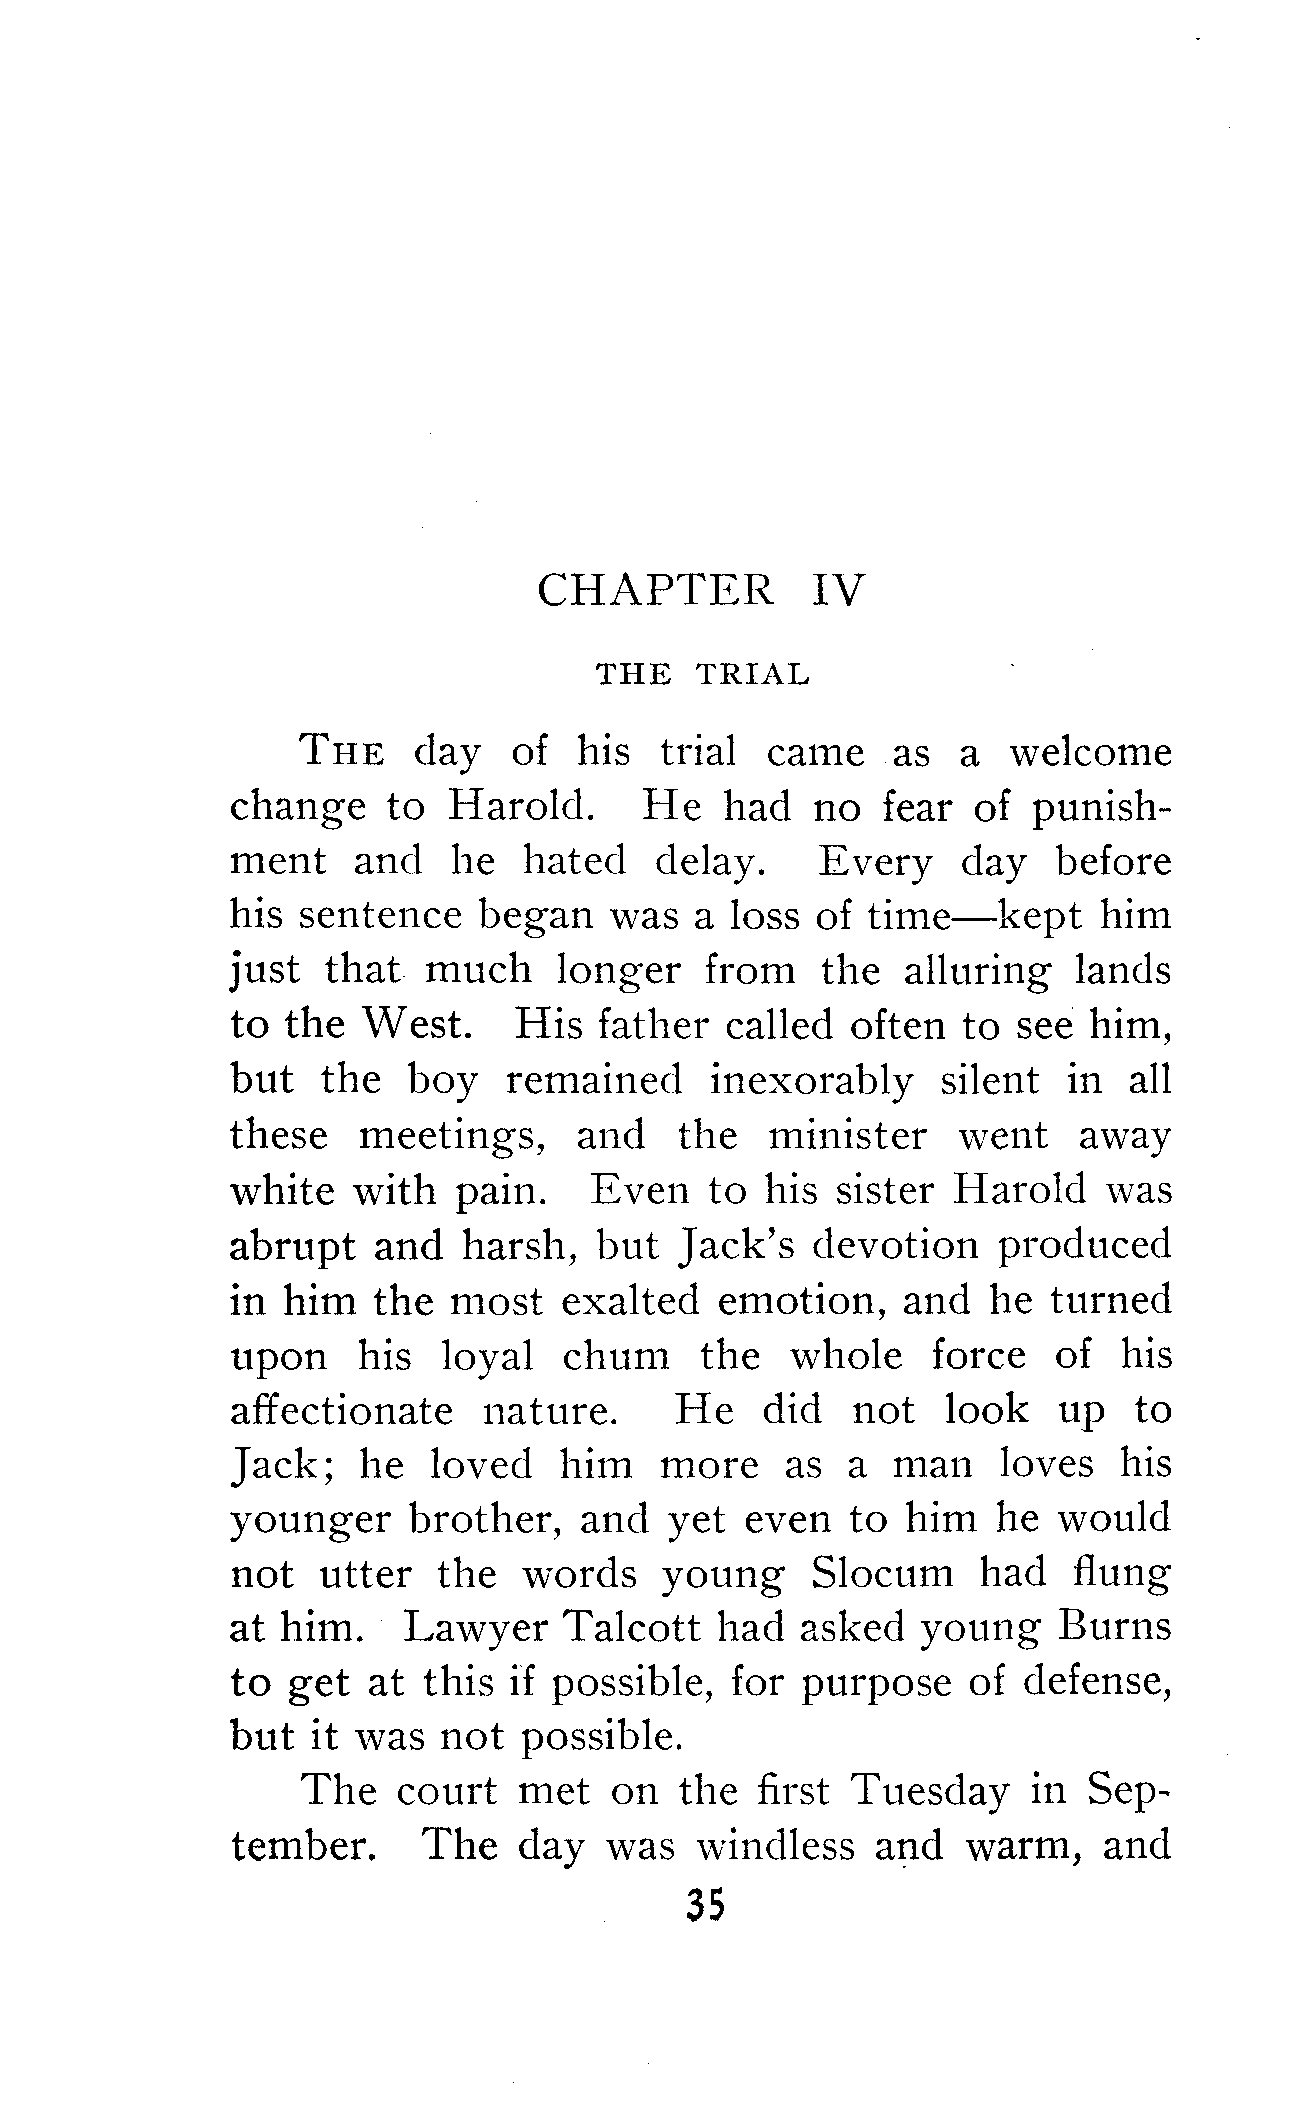 CHAPTER IV
THE TRIAL
THE day of his trial came as a welcome
change to Harold. He had no fear of punish-
ment and he hated delay. Every day before
his sentence began was a loss of time—kept him
just that much longer from the alluring lands
to the West. His father called often to see him,
but the boy remained inexorably silent in all
these meetings, and the minister went away
white with pain. Even to his sister Harold was
abrupt and harsh, but Jack's devotion produced
in him the most exalted emotion, and he turned
upon his loyal chum the whole force of his
affectionate nature. He did not look up to
Jack; he loved him more as a man loves his
younger brother, and yet even to him he would
not utter the words young Slocum had flung
at him. Lawyer Talcott had asked young Burns
to get at this if possible, for purpose of defense,
but it was not possible.
The court met on the first Tuesday in Sep-
tember. The day was windless and warm, and
35